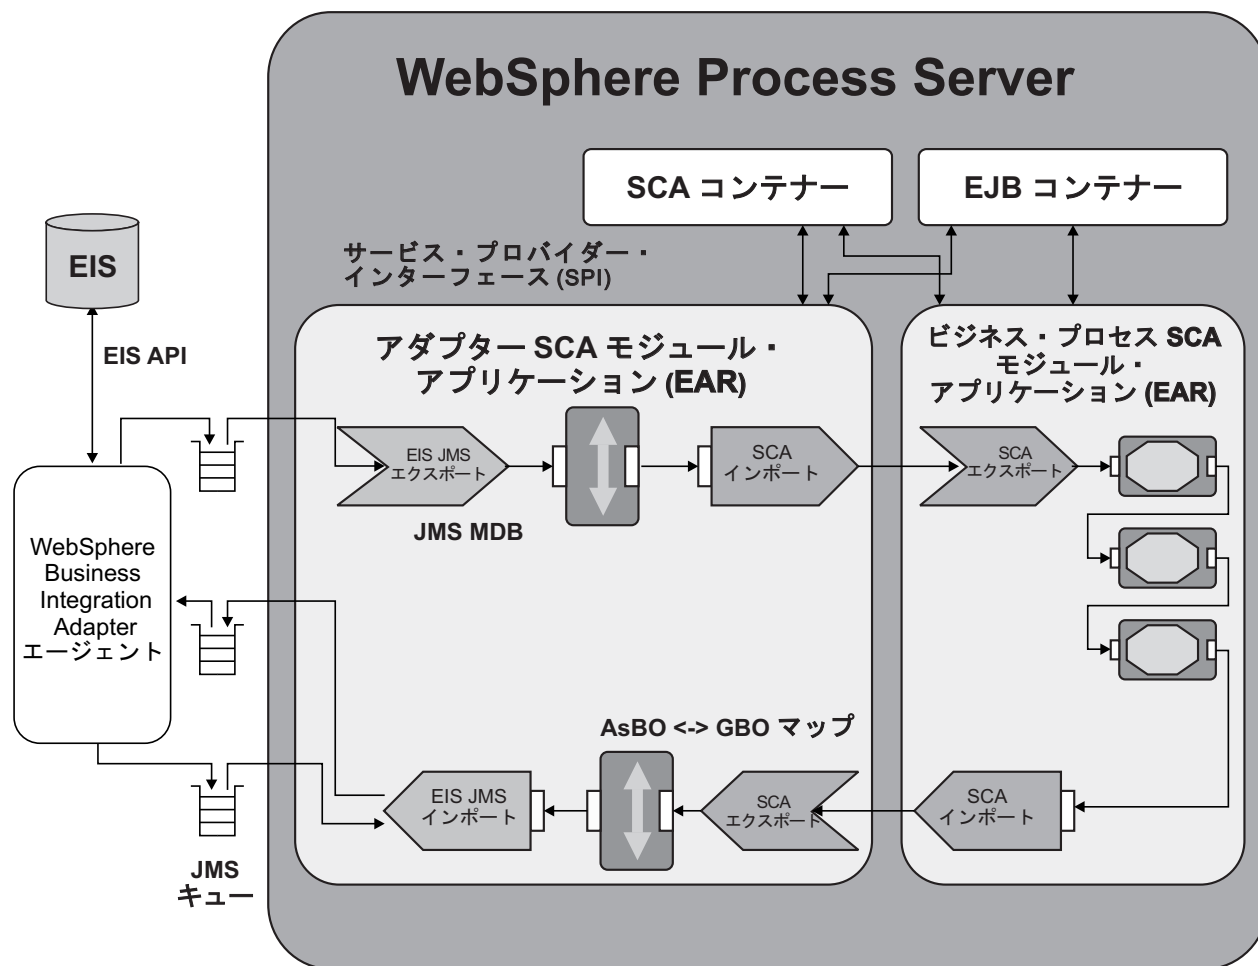 WebSphere Process Server
SCA コンテナー
EJB コンテナー
サービス・プロバイダー・
インターフェース (SPI)
EIS
EIS API
アダプター SCA モジュール・
アプリケーション (EAR)
ビジネス・プロセス SCA
モジュール・
アプリケーション (EAR)
EIS JMS
エクスポート
JMS MDB
SCA
インポート
SCA
エクスポート
WebSphere
Business
Integration
Adapter
エージェント
AsBO <-> GBO マップ
EIS JMS
インポート
SCA
エクスポート
SCA
インポート
JMS
キュー